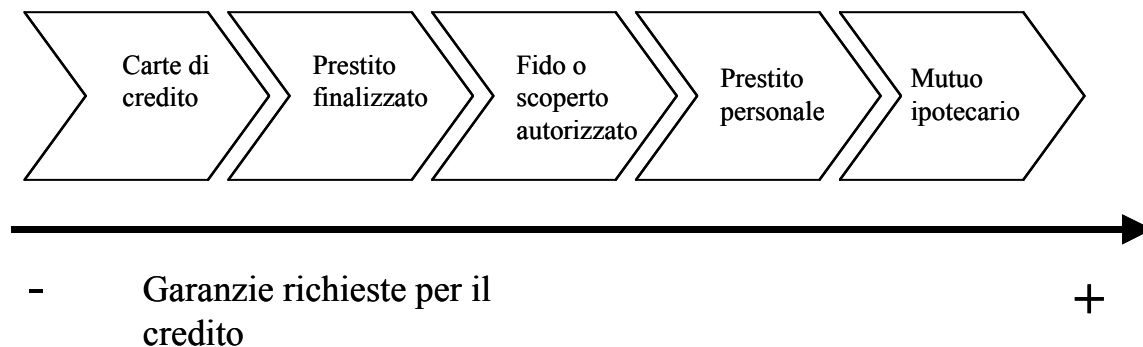 Carte di
credito
Prestito
finalizzato
Fido o
scoperto
autorizzato
Prestito
personale
Mutuo
ipotecario
-
Garanzie richieste per il
credito
+